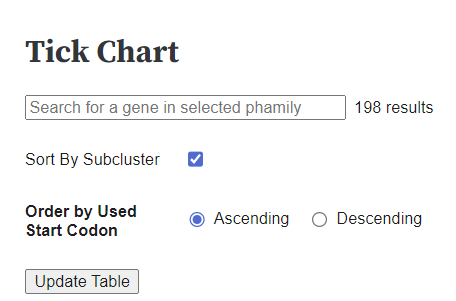 Tick Chart
Search for a gene in selected phamily 198 results
Sort By Subcluster
Order by Used
Start Codon
Ascending Descending
Update Table